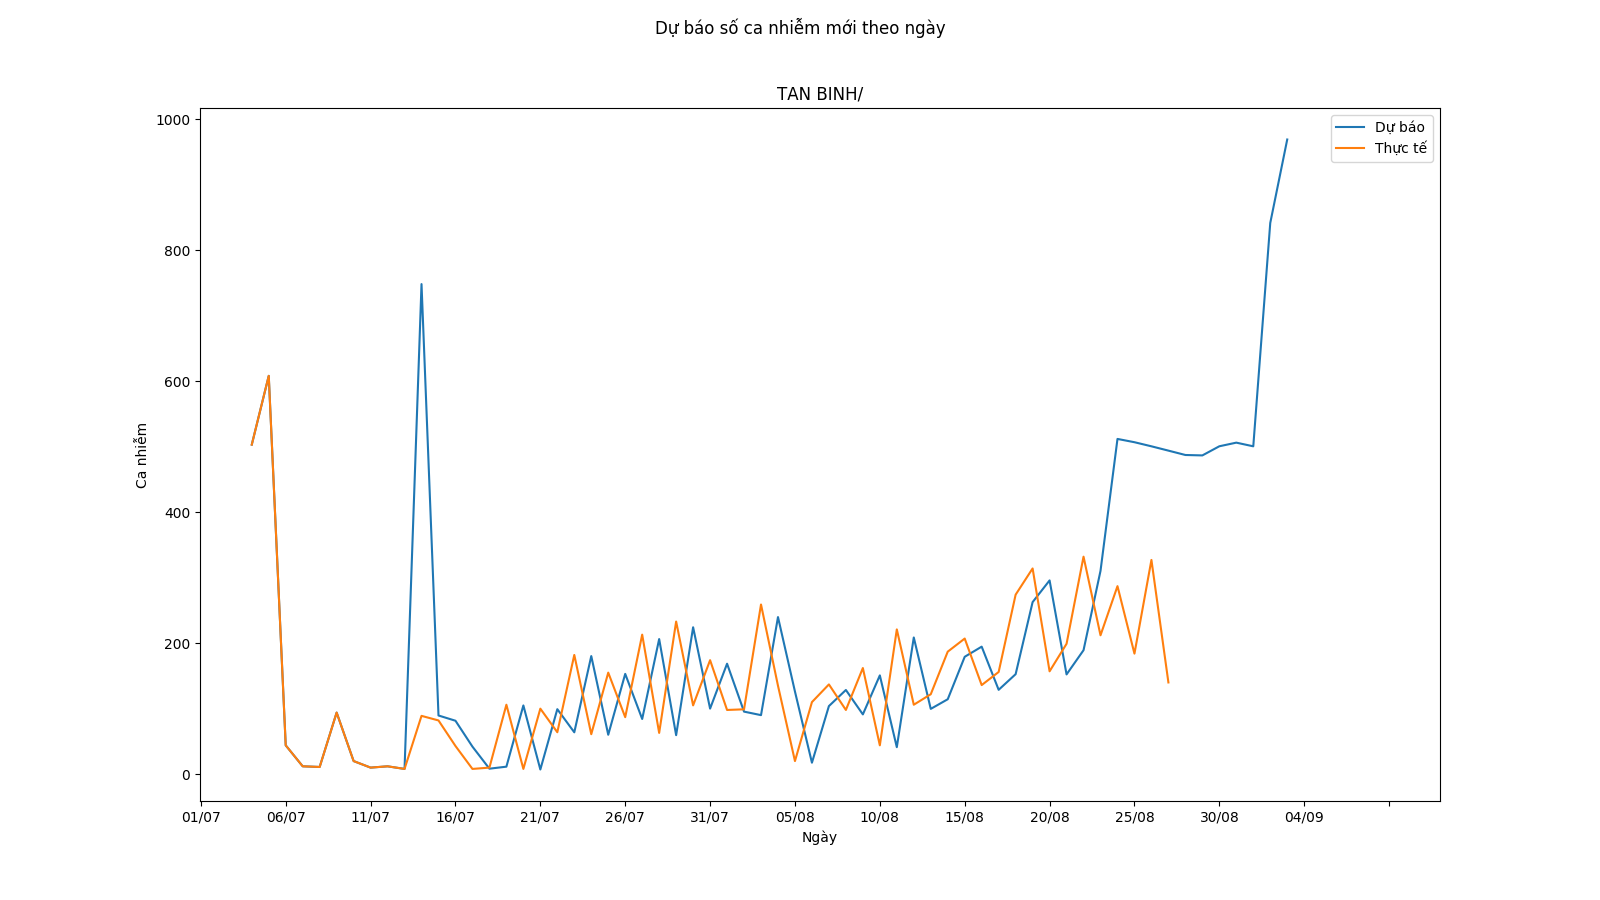 Dự báo số ca nhiễm mới theo ngày
TAN BINH/
Dự báo
Thực tế
1000
800
600
400
200
0
Ca nhiễm
01/07 06/07 11/07 16/07 21/07 26/07 31/07 05/08 10/08 15/08 20/08 25/08 30/08 04/09
Ngày